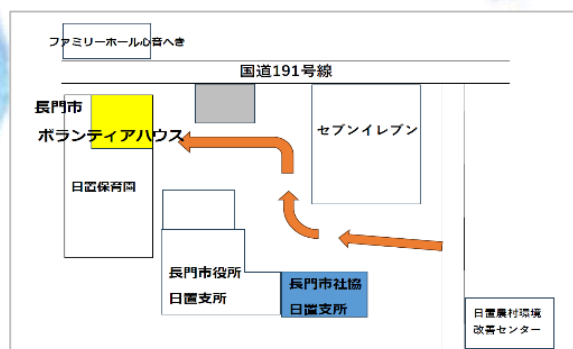 ファミリーホール心音へき
国道191号線
長門市
ボランティアハウス
セブンイレブン
日置保育園
長門市役所
日置支所
長門市社協
日置支所
日置農村環境
改善センター